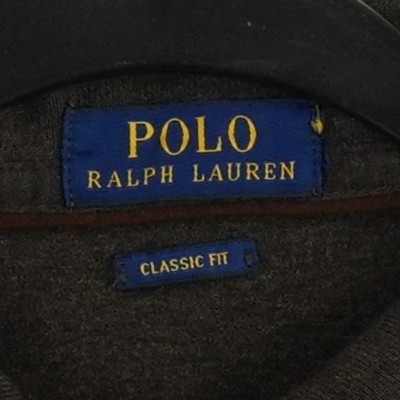 POLO
RALPH LAUREN
CLASSIC FIT